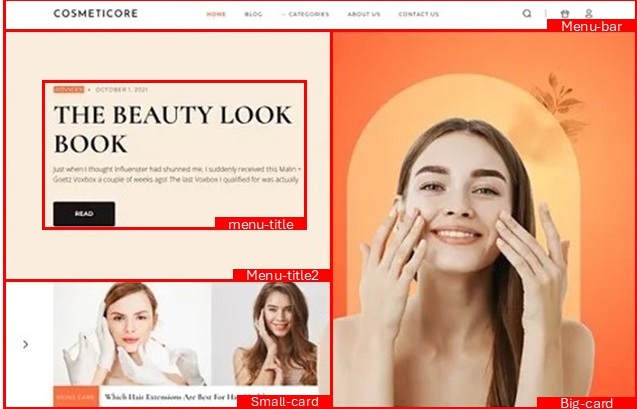 COSMETICORE
HOME BLOG CATEGORIES ABOUT US CONTACT US
Menu-bar
OCTOBER 1, 2021
THE BEAUTY LOOK
BOOK
Just when I thought Influenster had shunned me, I suddenly received this Malin +
Goetz Voxbox a couple of weeks ago! The last Voxbox I qualified for was actually
READ
menu-title
Menu-title2
SKINS CARE
Which Hair Extensions Are Best For
Small-card
Big-card